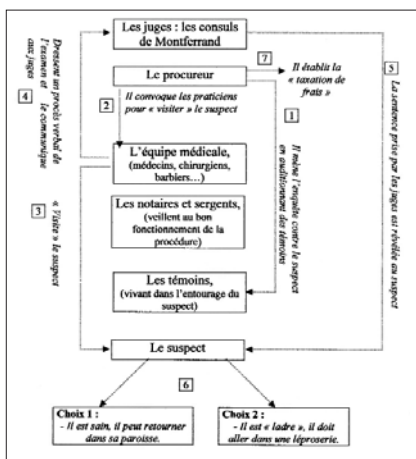 Les juges : les consuls
de Montferrand
Le procureur
7
Il établit la
« taxation de
frais »
Il convoque les praticiens
pour « visiter » le suspect
2
1
Il mène l'enquête contre le suspect
en auditionnant des témoins
L'équipe médicale,
(médecins, chirurgiens,
barbiers…)
Dressent un procès verbal de
l'examen et le communique
aux juges
4
3
« Visite » le suspect
Les notaires et sergents,
(veillent au bon
fonctionnement de la
procédure)
Les témoins,
(vivant dans l'entourage du
suspect)
5
La sentence prise par les juges est révélée au
suspect
Le suspect
6
Choix 1 :
- Il est sain, il peut retourner
dans sa paroisse.
Choix 2 :
- Il est « ladre », il doit
aller dans une léproserie.